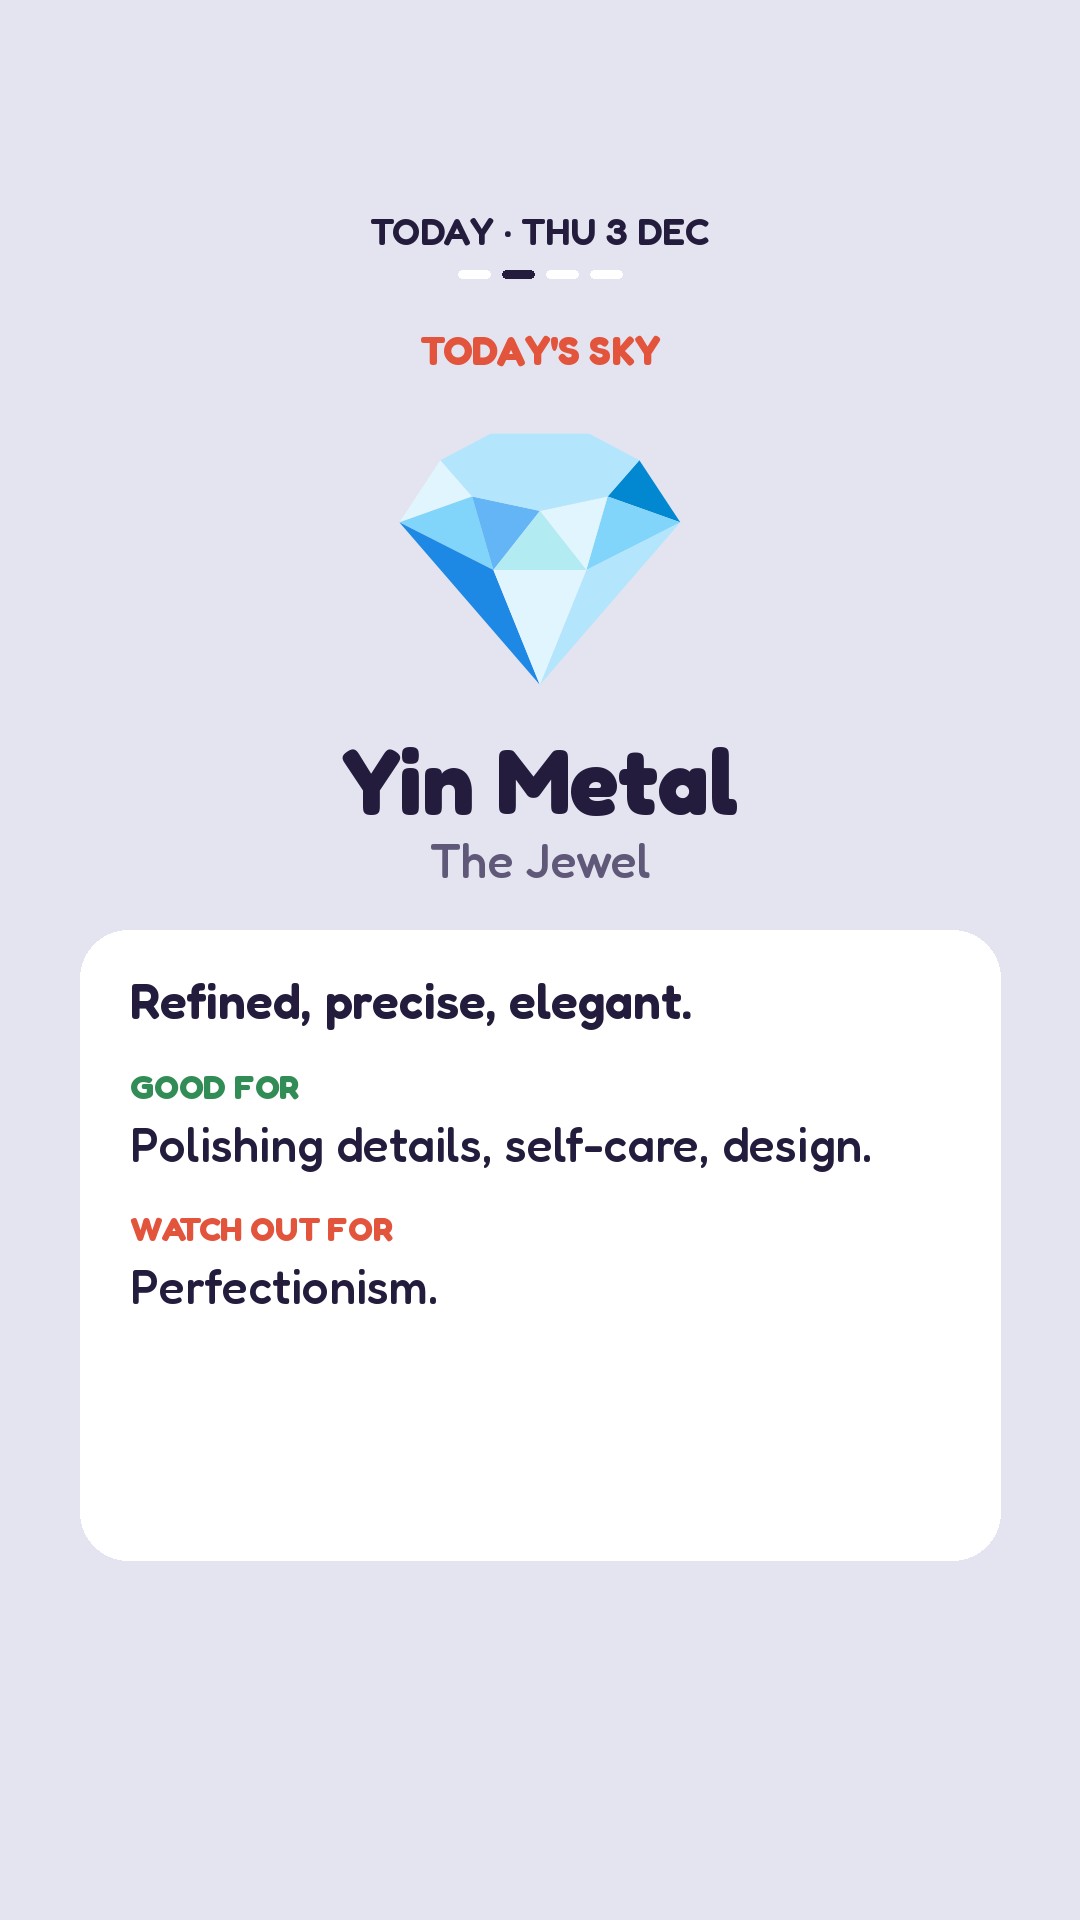 TODAY · THU 3 DEC
TODAY'S SKY
Yin Metal
The Jewel
Refined, precise, elegant.
GOOD FOR
Polishing details, self-care, design.
WATCH OUT FOR
Perfectionism.